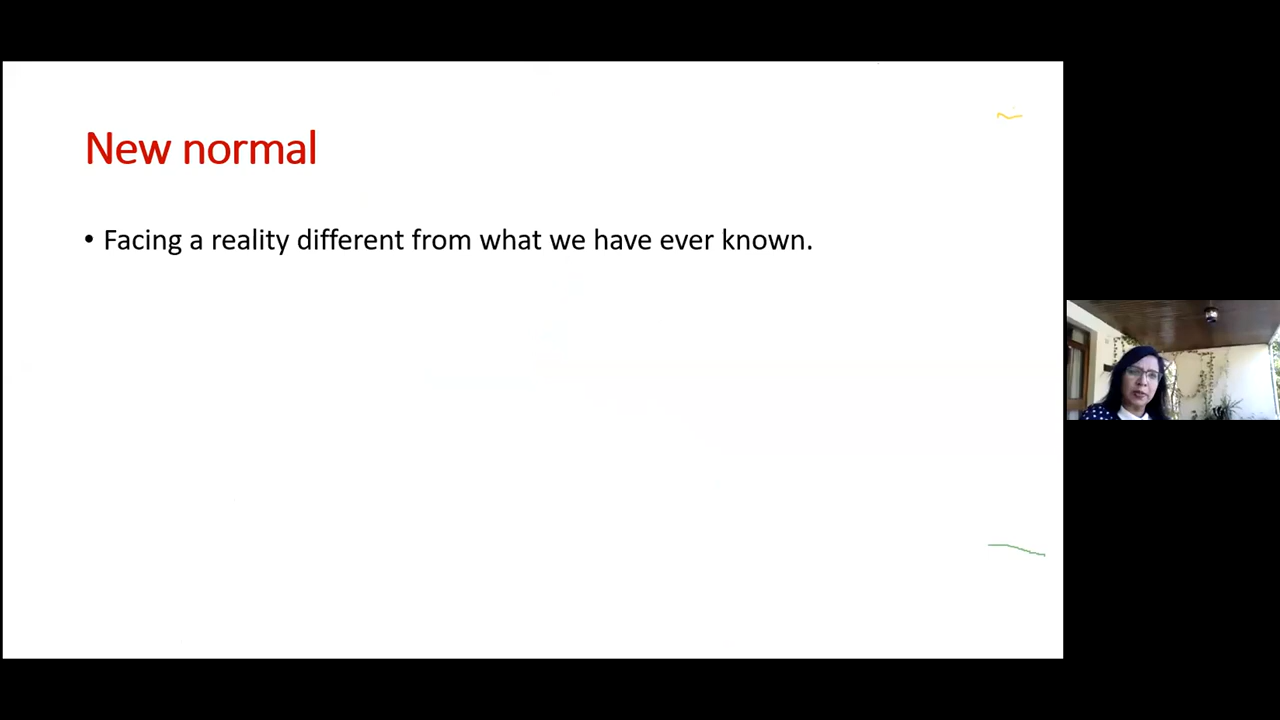 New normal
• Facing a reality different from what we have ever known.